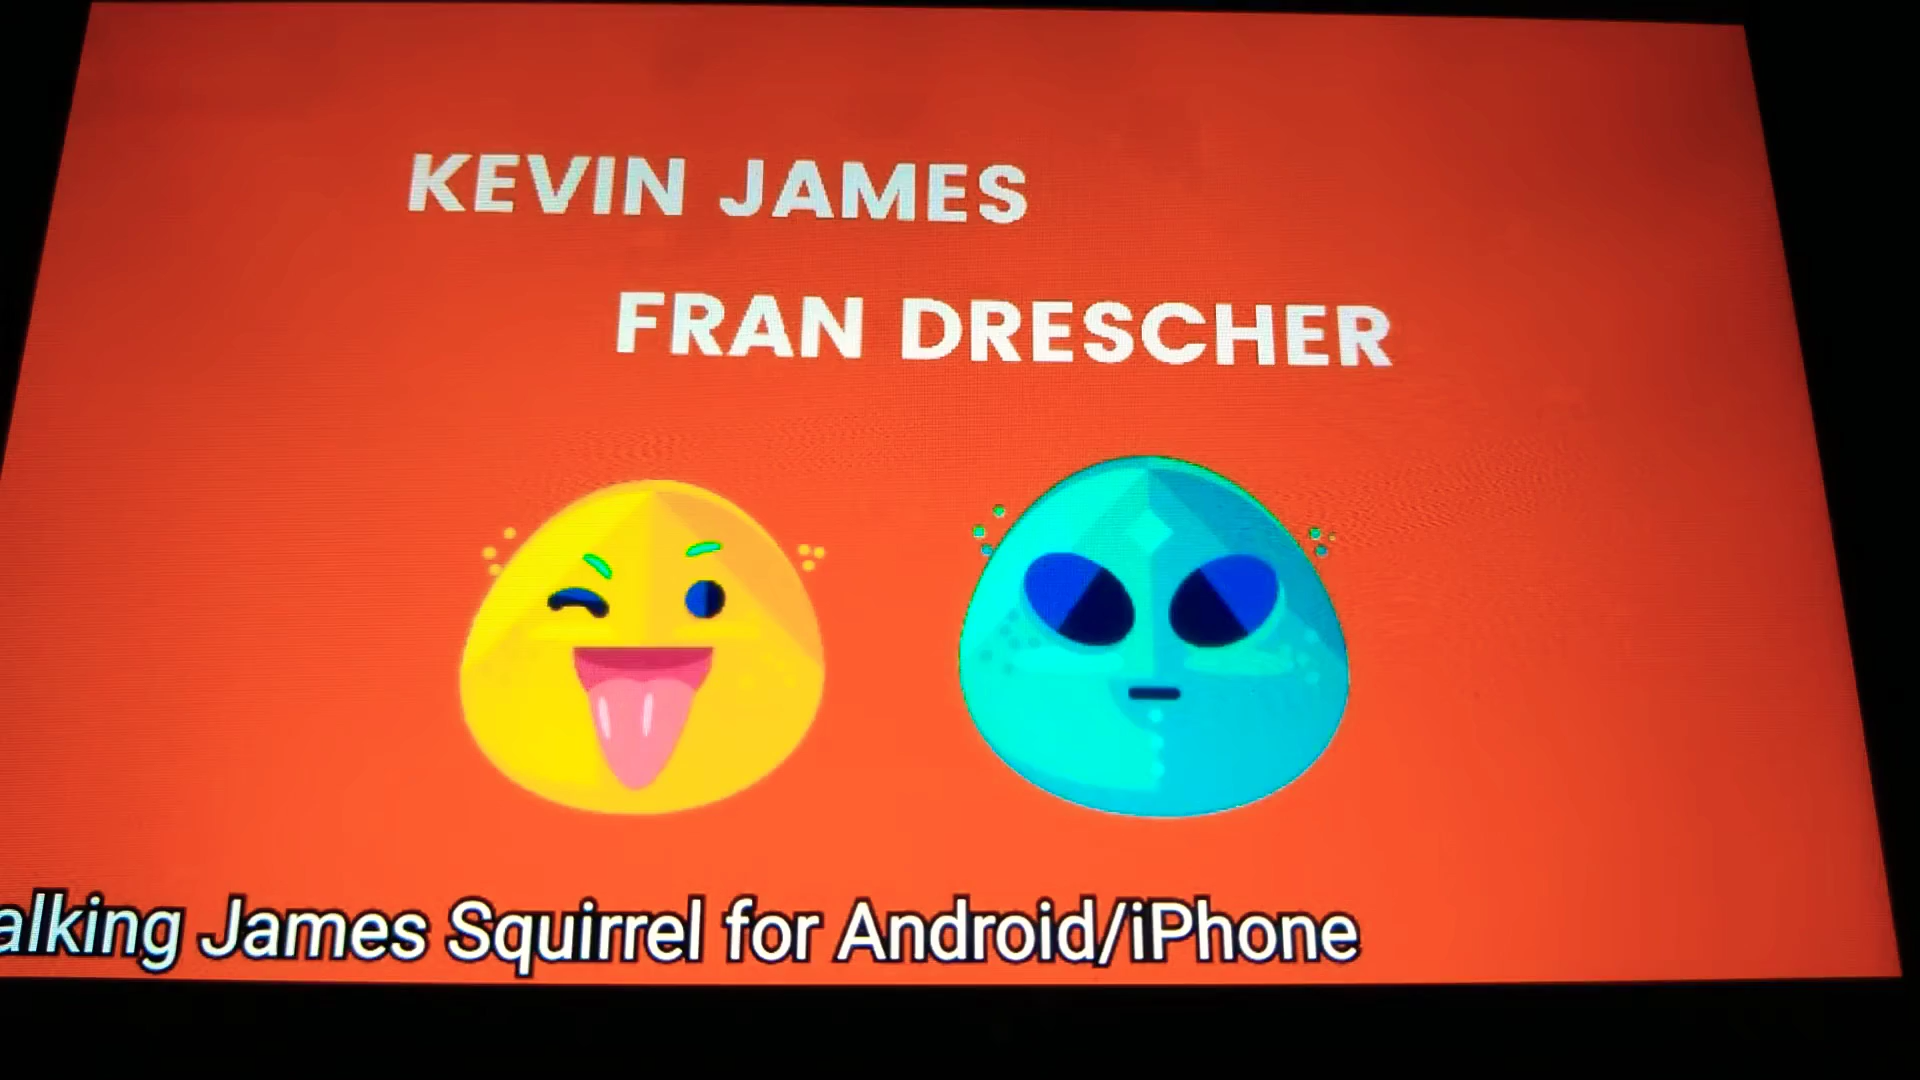 KEVIN JAMES
FRAN DRESCHER
alking James Squirrel for Android/iPhone